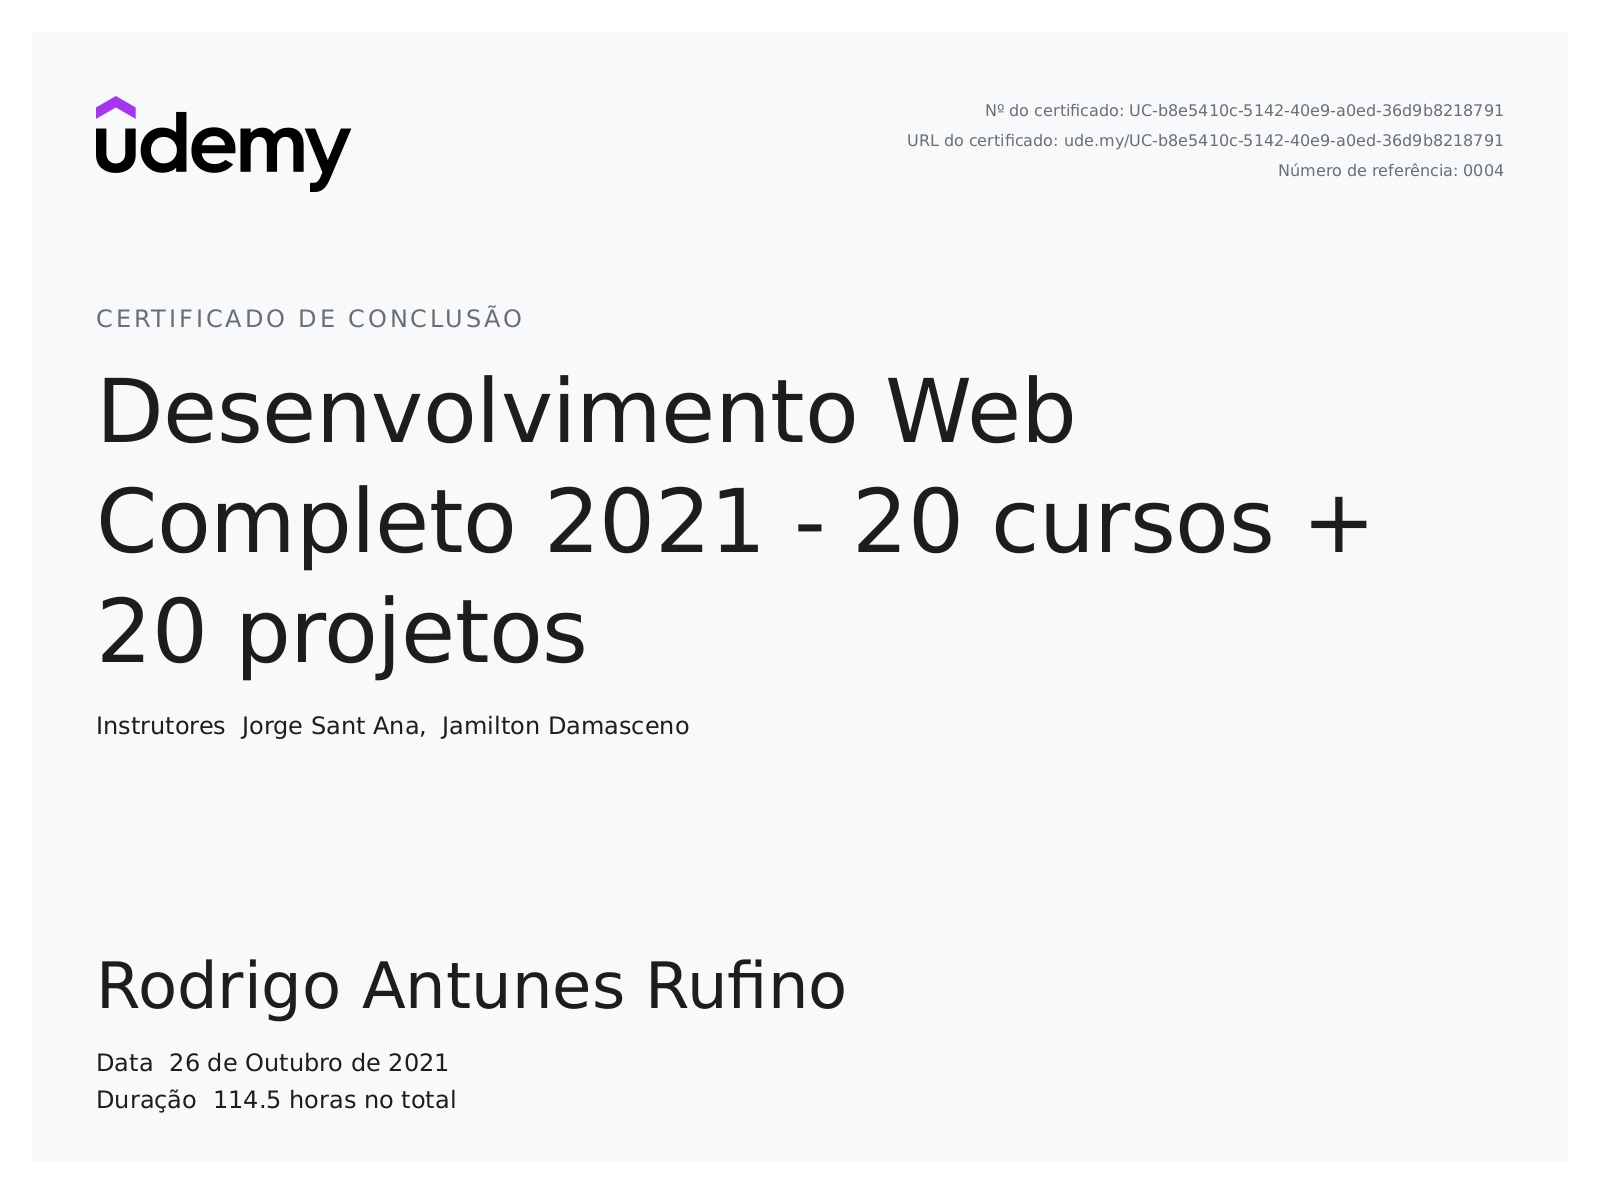 udemy
Nº do certificado: UC-b8e5410c-5142-40e9-a0ed-36d9b8218791
URL do certificado: ude.my/UC-b8e5410c-5142-40e9-a0ed-36d9b8218791
Número de referência: 0004
CERTIFICADO DE CONCLUSÃO
Desenvolvimento Web
Completo 2021 - 20 cursos +
20 projetos
Instrutores Jorge Sant Ana, Jamilton Damasceno
Rodrigo Antunes Rufino
Data 26 de Outubro de 2021
Duração 114.5 horas no total